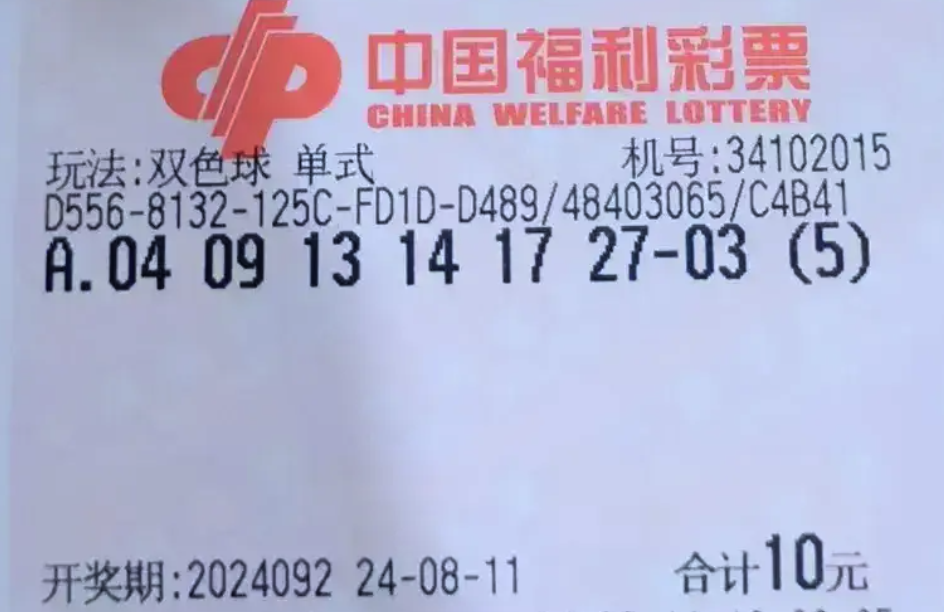 中国福利彩票
CHINA WELFARE LOTTERY
玩法:双色球 单式 机号:34102015
D556-8132-125C-FD1D-D489/48403065/C4B41
A.04 09 13 14 17 27-03 (5)
开奖期:2024092 24-08-11 合计10元